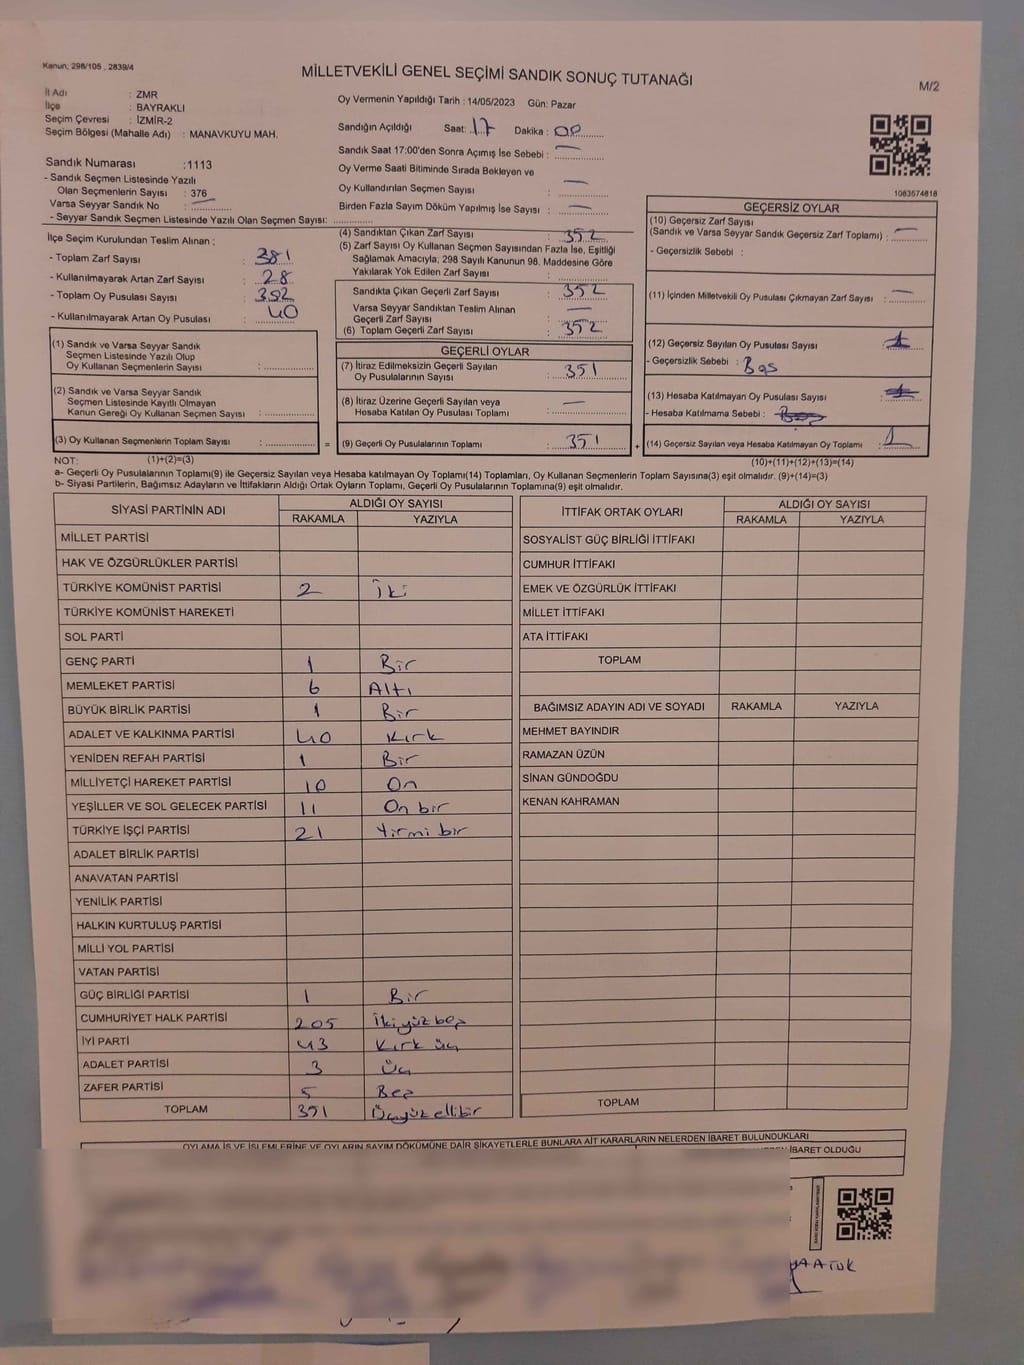 Kanun; 298/105 , 2839/4
MİLLETVEKİLİ GENEL SEÇİMİ SANDIK SONUÇ TUTANAĞI
M/2
İl Adı : ZMR
İlçe : BAYRAKLI
Seçim Çevresi : İZMİR-2
Seçim Bölgesi (Mahalle Adı) : MANAVKUYU MAH.
Oy Vermenin Yapıldığı Tarih : 14/05/2023 Gün: Pazar
Sandığın Açıldığı Saat: 17 Dakika : 00
Sandık Saat 17:00'den Sonra Açımış İse Sebebi : —
Oy Verme Saati Bitiminde Sırada Bekleyen ve
Oy Kullandırılan Seçmen Sayısı : —
Birden Fazla Sayım Döküm Yapılmış İse Sayısı : —
1063574618
Sandık Numarası :1113
- Sandık Seçmen Listesinde Yazılı
Olan Seçmenlerin Sayısı : 376
Varsa Seyyar Sandık No : —
- Seyyar Sandık Seçmen Listesinde Yazılı Olan Seçmen Sayısı: ..............
İlçe Seçim Kurulundan Teslim Alınan ;
- Toplam Zarf Sayısı : 381
- Kullanılmayarak Artan Zarf Sayısı : 28
- Toplam Oy Pusulası Sayısı : 392
- Kullanılmayarak Artan Oy Pusulası : 40
(4) Sandıktan Çıkan Zarf Sayısı : 352
(5) Zarf Sayısı Oy Kullanan Seçmen Sayısından Fazla İse, Eşitliği
Sağlamak Amacıyla; 298 Sayılı Kanunun 98. Maddesine Göre
Yakılarak Yok Edilen Zarf Sayısı : ..............
Sandıkta Çıkan Geçerli Zarf Sayısı : 352
Varsa Seyyar Sandıktan Teslim Alınan
Geçerli Zarf Sayısı : —
(6) Toplam Geçerli Zarf Sayısı : 352
GEÇERSİZ OYLAR
(10) Geçersiz Zarf Sayısı
(Sandık ve Varsa Seyyar Sandık Geçersiz Zarf Toplamı) : —
- Geçersizlik Sebebi :
(11) İçinden Milletvekili Oy Pusulası Çıkmayan Zarf Sayısı : —
(12) Geçersiz Sayılan Oy Pusulası Sayısı : 1
- Geçersizlik Sebebi : Boş
(13) Hesaba Katılmayan Oy Pusulası Sayısı :
- Hesaba Katılmama Sebebi :
(14) Geçersiz Sayılan veya Hesaba Katılmayan Oy Toplamı : 1
(1) Sandık ve Varsa Seyyar Sandık
Seçmen Listesinde Yazılı Olup
Oy Kullanan Seçmenlerin Sayısı : ..............
(2) Sandık ve Varsa Seyyar Sandık
Seçmen Listesinde Kayıtlı Olmayan
Kanun Gereği Oy Kullanan Seçmen Sayısı : ..............
(3) Oy Kullanan Seçmenlerin Toplam Sayısı : ..............
GEÇERLİ OYLAR
(7) İtiraz Edilmeksizin Geçerli Sayılan
Oy Pusulalarının Sayısı : 351
(8) İtiraz Üzerine Geçerli Sayılan veya
Hesaba Katılan Oy Pusulası Toplamı : —
= (9) Geçerli Oy Pusulalarının Toplamı : 351 +
NOT: (1)+(2)=(3) (10)+(11)+(12)+(13)=(14)
a- Geçerli Oy Pusulalarının Toplamı(9) ile Geçersiz Sayılan veya Hesaba katılmayan Oy Toplamı(14) Toplamları, Oy Kullanan Seçmenlerin Toplam Sayısına(3) eşit olmalıdır. (9)+(14)=(3)
b- Siyasi Partilerin, Bağımsız Adayların ve İttifakların Aldığı Ortak Oyların Toplamı, Geçerli Oy Pusulalarının Toplamına(9) eşit olmalıdır.
SİYASİ PARTİNİN ADI ALDIĞI OY SAYISI
RAKAMLA YAZIYLA
MİLLET PARTİSİ
HAK VE ÖZGÜRLÜKLER PARTİSİ
TÜRKİYE KOMÜNİST PARTİSİ 2 İki
TÜRKİYE KOMÜNİST HAREKETİ
SOL PARTİ
GENÇ PARTİ 1 Bir
MEMLEKET PARTİSİ 6 Altı
BÜYÜK BİRLİK PARTİSİ 1 Bir
ADALET VE KALKINMA PARTİSİ 40 Kırk
YENİDEN REFAH PARTİSİ 1 Bir
MİLLİYETÇİ HAREKET PARTİSİ 10 On
YEŞİLLER VE SOL GELECEK PARTİSİ 11 On bir
TÜRKİYE İŞÇİ PARTİSİ 21 Yirmi bir
ADALET BİRLİK PARTİSİ
ANAVATAN PARTİSİ
YENİLİK PARTİSİ
HALKIN KURTULUŞ PARTİSİ
MİLLİ YOL PARTİSİ
VATAN PARTİSİ
GÜÇ BİRLİĞİ PARTİSİ 1 Bir
CUMHURİYET HALK PARTİSİ 205 İkiyüz beş
İYİ PARTİ 43 Kırk üç
ADALET PARTİSİ 3 Üç
ZAFER PARTİSİ 5 Beş
TOPLAM 351 Üçyüz ellibir
İTTİFAK ORTAK OYLARI ALDIĞI OY SAYISI
RAKAMLA YAZIYLA
SOSYALİST GÜÇ BİRLİĞİ İTTİFAKI
CUMHUR İTTİFAKI
EMEK VE ÖZGÜRLÜK İTTİFAKI
MİLLET İTTİFAKI
ATA İTTİFAKI
TOPLAM
BAĞIMSIZ ADAYIN ADI VE SOYADI RAKAMLA YAZIYLA
MEHMET BAYINDIR
RAMAZAN ÜZÜN
SİNAN GÜNDOĞDU
KENAN KAHRAMAN
TOPLAM
OYLAMA İŞ VE İŞLEMLERİNE VE OYLARIN SAYIM DÖKÜMÜNE DAİR ŞİKAYETLERLE BUNLARA AİT KARARLARIN NELERDEN İBARET BULUNDUKLARI
İBARET OLDUĞU